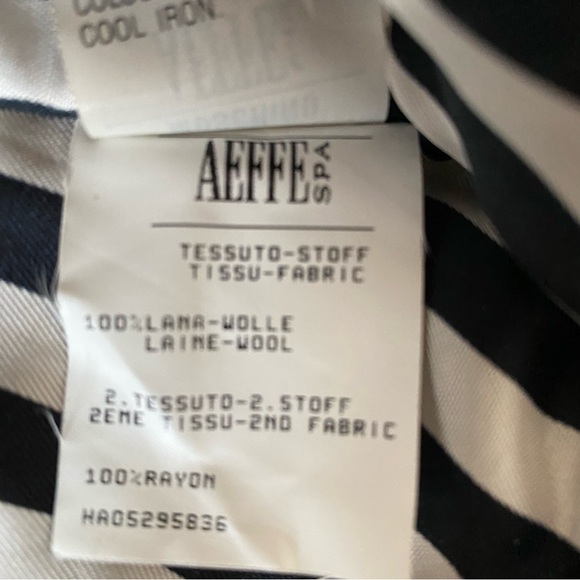 COOL IRON
AEFFE SPA
TESSUTO-STOFF
TISSU-FABRIC
100%LANA-WOLLE
LAINE-WOOL
2.TESSUTO-2.STOFF
2EME TISSU-2ND FABRIC
100%RAYON
HA05295836